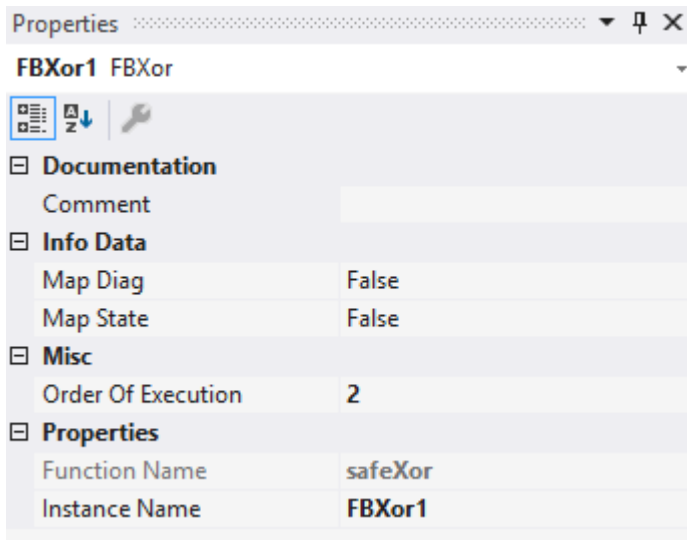 Properties
FBXor1 FBXor
Documentation
Comment
Info Data
Map Diag False
Map State False
Misc
Order Of Execution 2
Properties
Function Name safeXor
Instance Name FBXor1